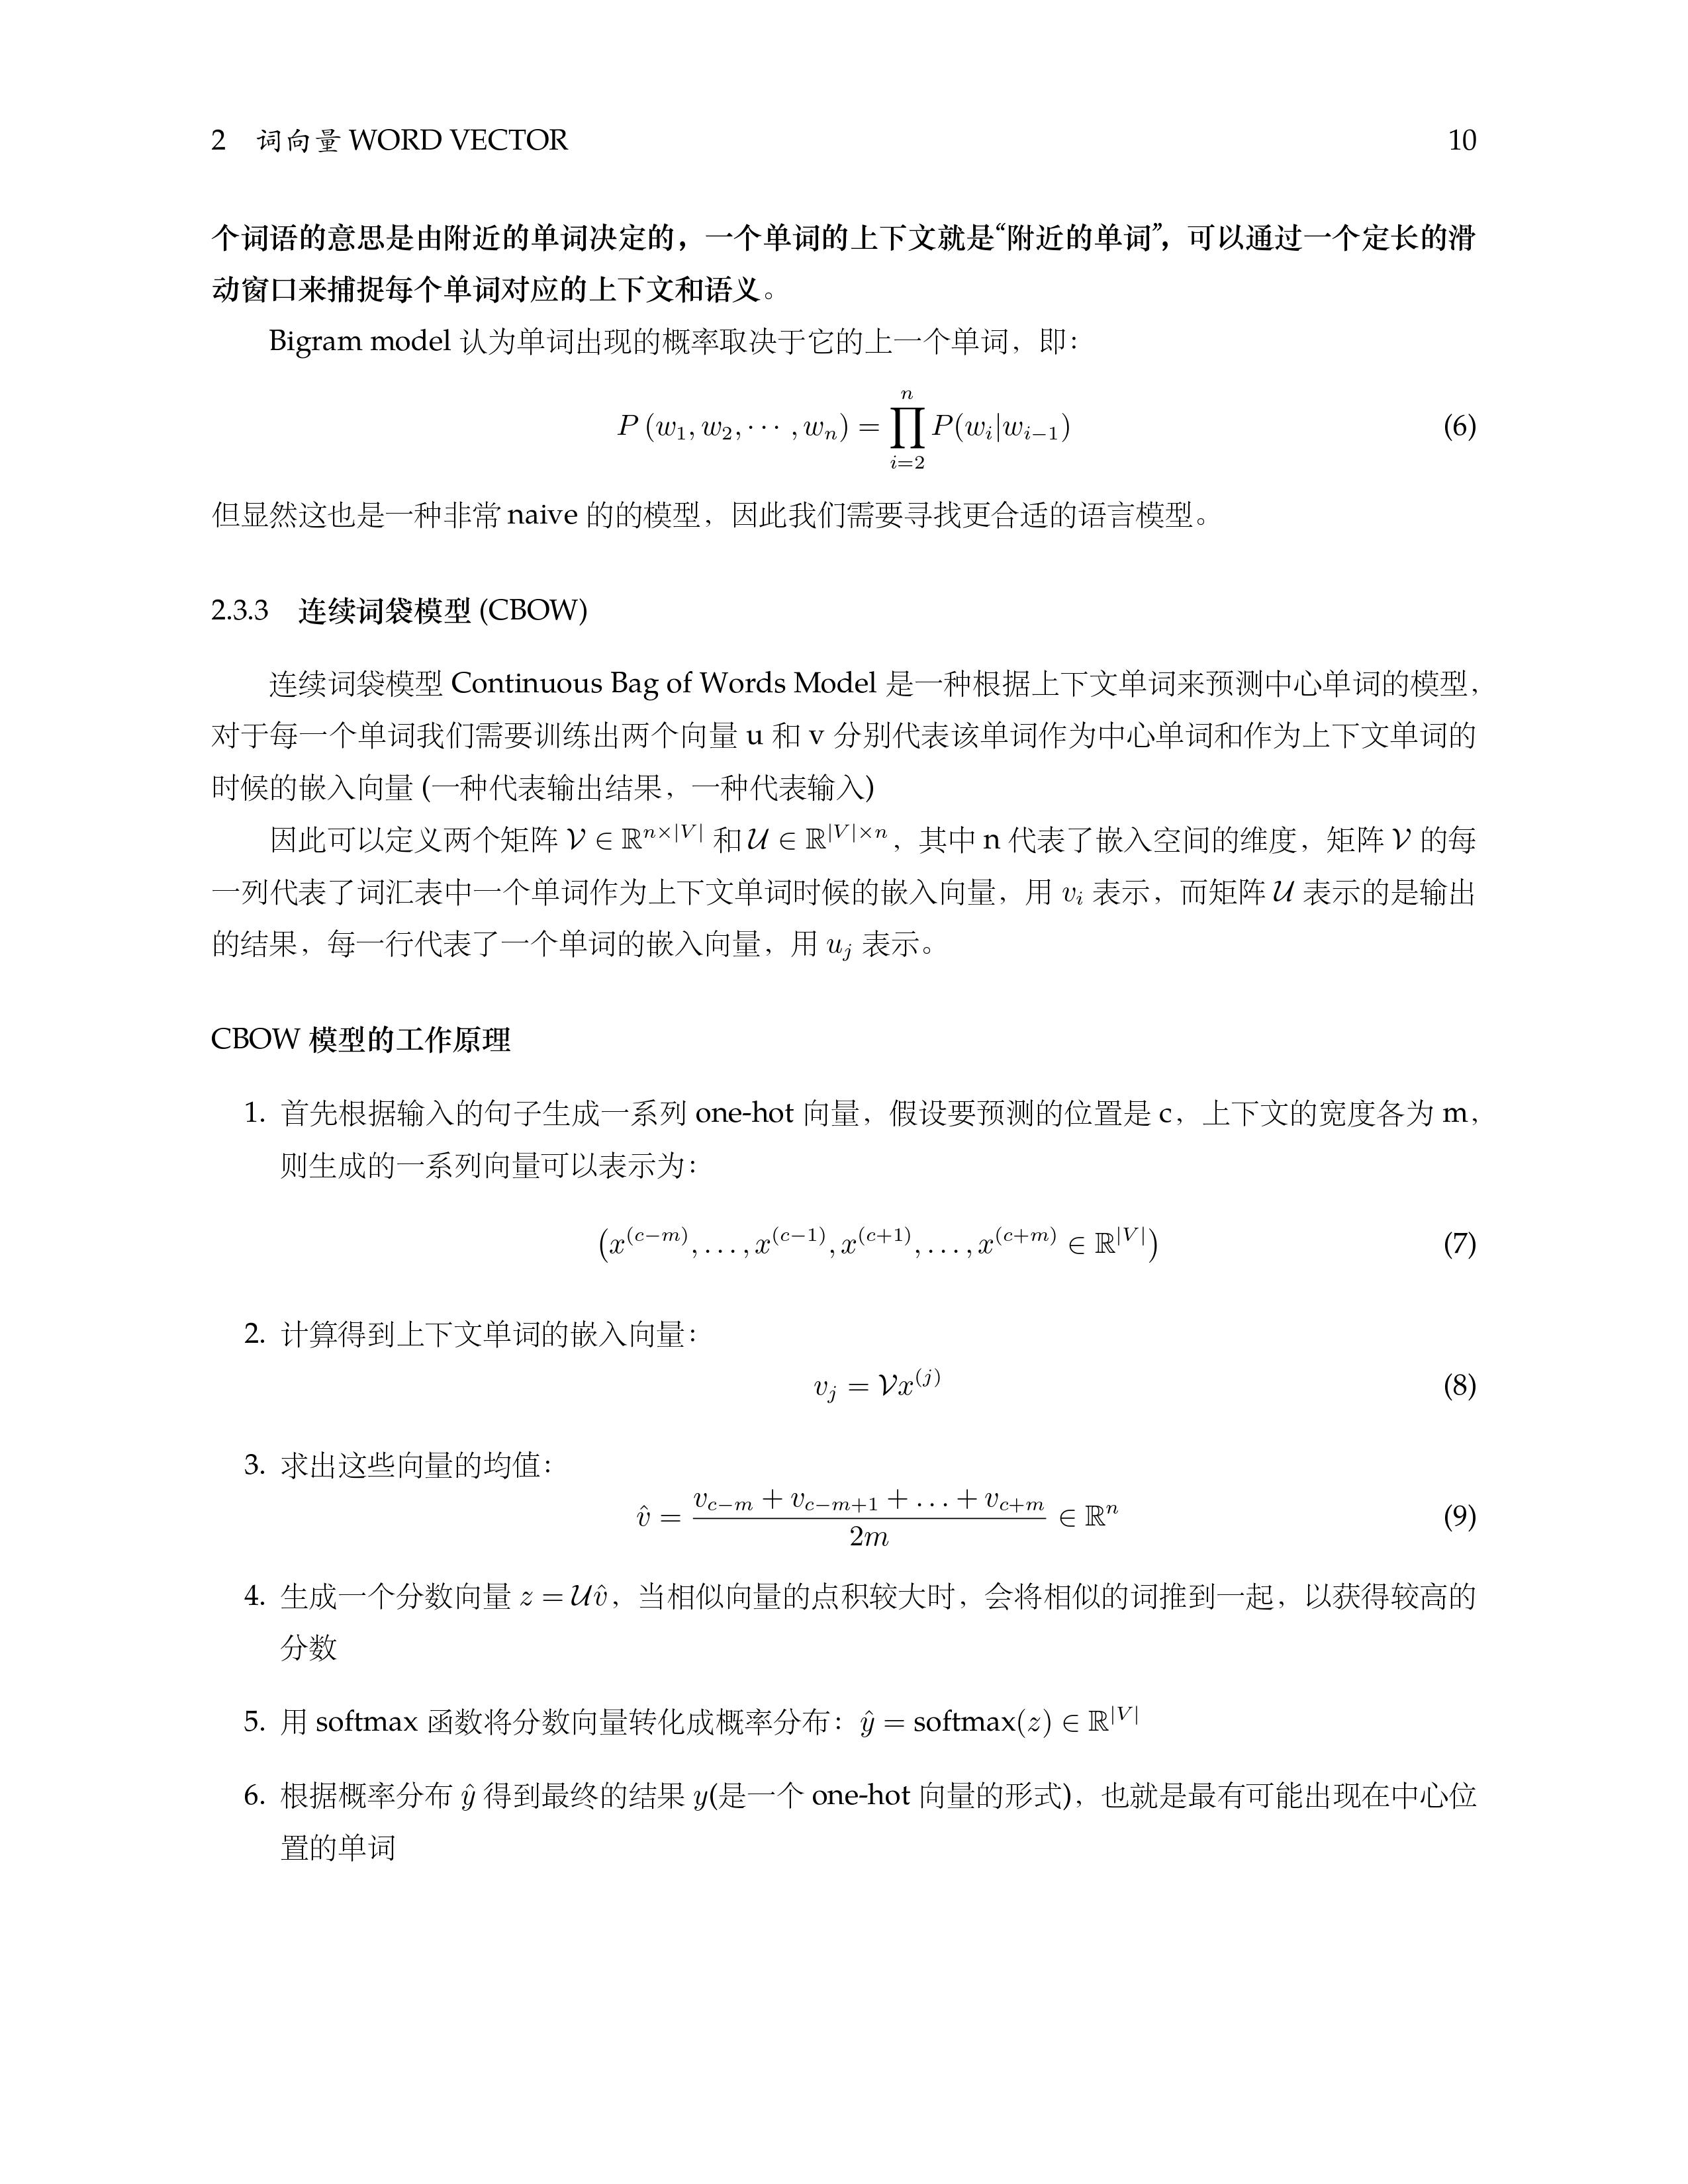 2 词向量 WORD VECTOR 10
个词语的意思是由附近的单词决定的，一个单词的上下文就是“附近的单词”，可以通过一个定长的滑
动窗口来捕捉每个单词对应的上下文和语义。
Bigram model 认为单词出现的概率取决于它的上一个单词，即：
$P(w_1, w_2, \cdots, w_n) = \prod_{i=2}^{n} P(w_i|w_{i-1})$ (6)
但显然这也是一种非常 naive 的的模型，因此我们需要寻找更合适的语言模型。
2.3.3 连续词袋模型 (CBOW)
连续词袋模型 Continuous Bag of Words Model 是一种根据上下文单词来预测中心单词的模型，
对于每一个单词我们需要训练出两个向量 u 和 v 分别代表该单词作为中心单词和作为上下文单词的
时候的嵌入向量 (一种代表输出结果，一种代表输入)
因此可以定义两个矩阵 $\mathcal{V} \in \mathbb{R}^{n \times |V|}$ 和 $\mathcal{U} \in \mathbb{R}^{|V| \times n}$，其中 n 代表了嵌入空间的维度，矩阵 $\mathcal{V}$ 的每
一列代表了词汇表中一个单词作为上下文单词时候的嵌入向量，用 $v_i$ 表示，而矩阵 $\mathcal{U}$ 表示的是输出
的结果，每一行代表了一个单词的嵌入向量，用 $u_j$ 表示。
CBOW 模型的工作原理
1. 首先根据输入的句子生成一系列 one-hot 向量，假设要预测的位置是 c，上下文的宽度各为 m，
则生成的一系列向量可以表示为：
$(x^{(c-m)}, \ldots, x^{(c-1)}, x^{(c+1)}, \ldots, x^{(c+m)} \in \mathbb{R}^{|V|})$ (7)
2. 计算得到上下文单词的嵌入向量：
$v_j = \mathcal{V}x^{(j)}$ (8)
3. 求出这些向量的均值：
$\hat{v} = \frac{v_{c-m} + v_{c-m+1} + \ldots + v_{c+m}}{2m} \in \mathbb{R}^n$ (9)
4. 生成一个分数向量 $z = \mathcal{U}\hat{v}$，当相似向量的点积较大时，会将相似的词推到一起，以获得较高的
分数
5. 用 softmax 函数将分数向量转化成概率分布：$\hat{y} = \text{softmax}(z) \in \mathbb{R}^{|V|}$
6. 根据概率分布 $\hat{y}$ 得到最终的结果 $y$(是一个 one-hot 向量的形式)，也就是最有可能出现在中心位
置的单词